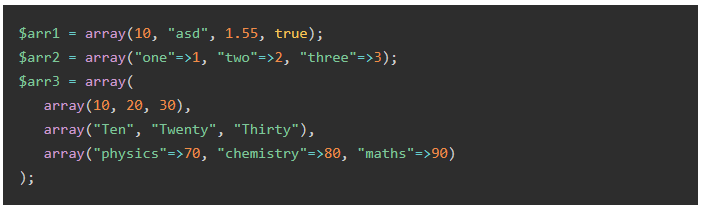 $arr1 = array(10, "asd", 1.55, true);
$arr2 = array("one"=>1, "two"=>2, "three"=>3);
$arr3 = array(
   array(10, 20, 30),
   array("Ten", "Twenty", "Thirty"),
   array("physics"=>70, "chemistry"=>80, "maths"=>90)
);